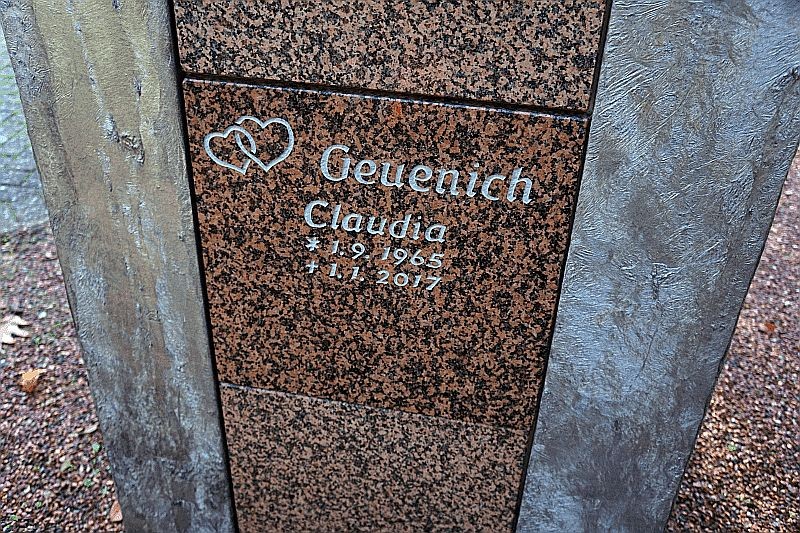 Geuenich
Claudia
* 1.9.1965
+ 1.1.2017